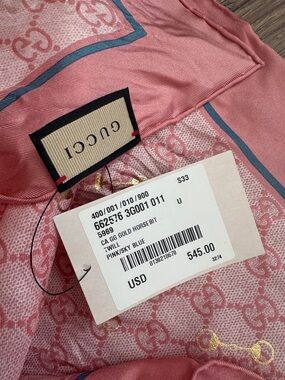 GUCCI
400/001/010/900
S33
662576 3G001 011
5969
U
CA GG GOLD HORSEBIT
TWILL
PINK/SKY BLUE
USD
545.00
3274